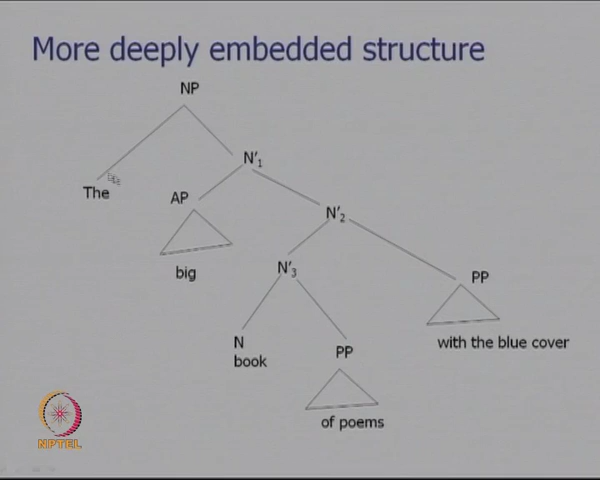 More deeply embedded structure
NP
The
N'1
AP
big
N'2
N'3
PP
with the blue cover
N
book
PP
of poems
NPTEL